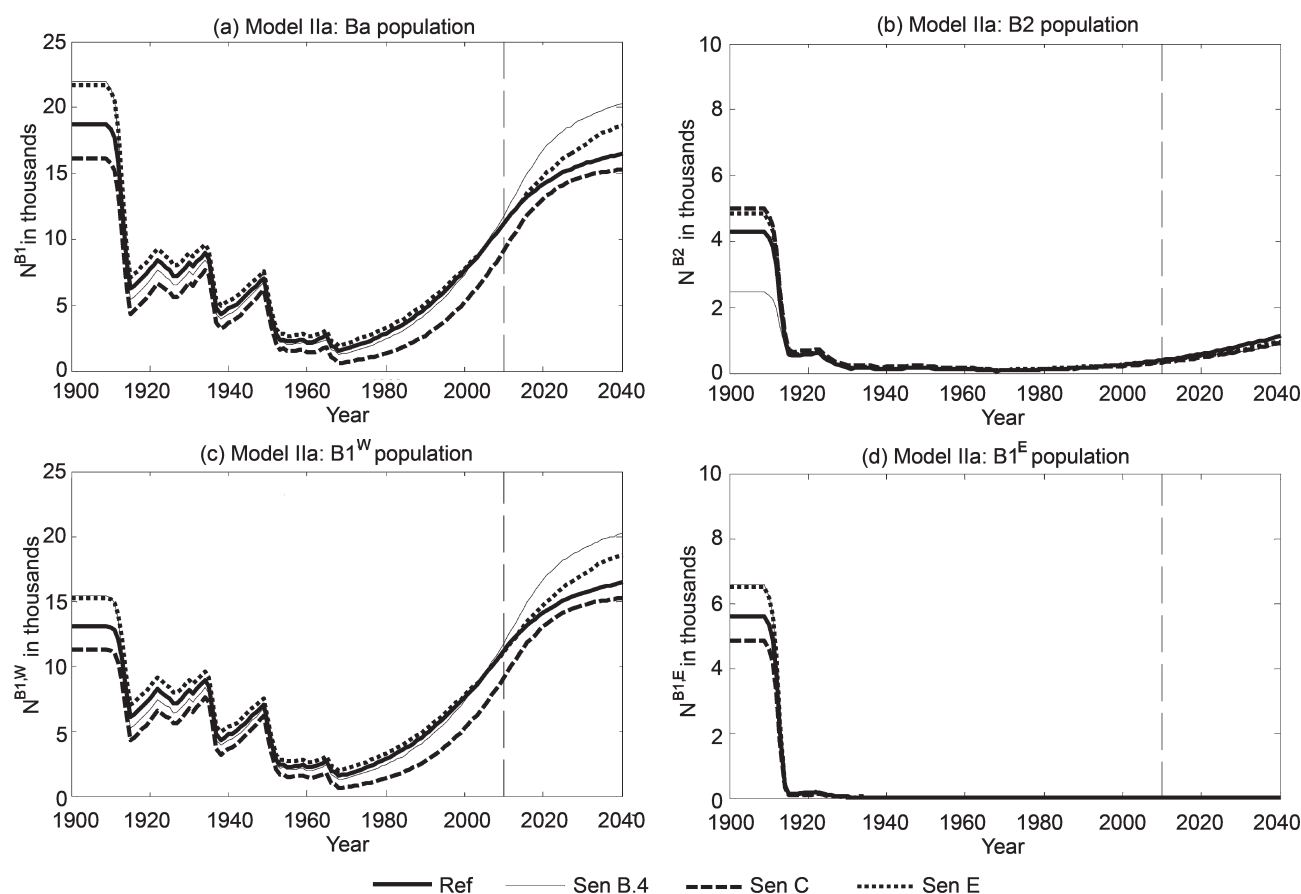 (a) Model IIa: Ba population
25
20
15
10
5
0
N^B1 in thousands
1900 1920 1940 1960 1980 2000 2020 2040
Year
(b) Model IIa: B2 population
10
8
6
4
2
0
N^B2 in thousands
1900 1920 1940 1960 1980 2000 2020 2040
Year
(c) Model IIa: B1^W population
25
20
15
10
5
0
N^B1,W in thousands
1900 1920 1940 1960 1980 2000 2020 2040
Year
(d) Model IIa: B1^E population
10
8
6
4
2
0
N^B1,E in thousands
1900 1920 1940 1960 1980 2000 2020 2040
Year
Ref Sen B.4 Sen C Sen E